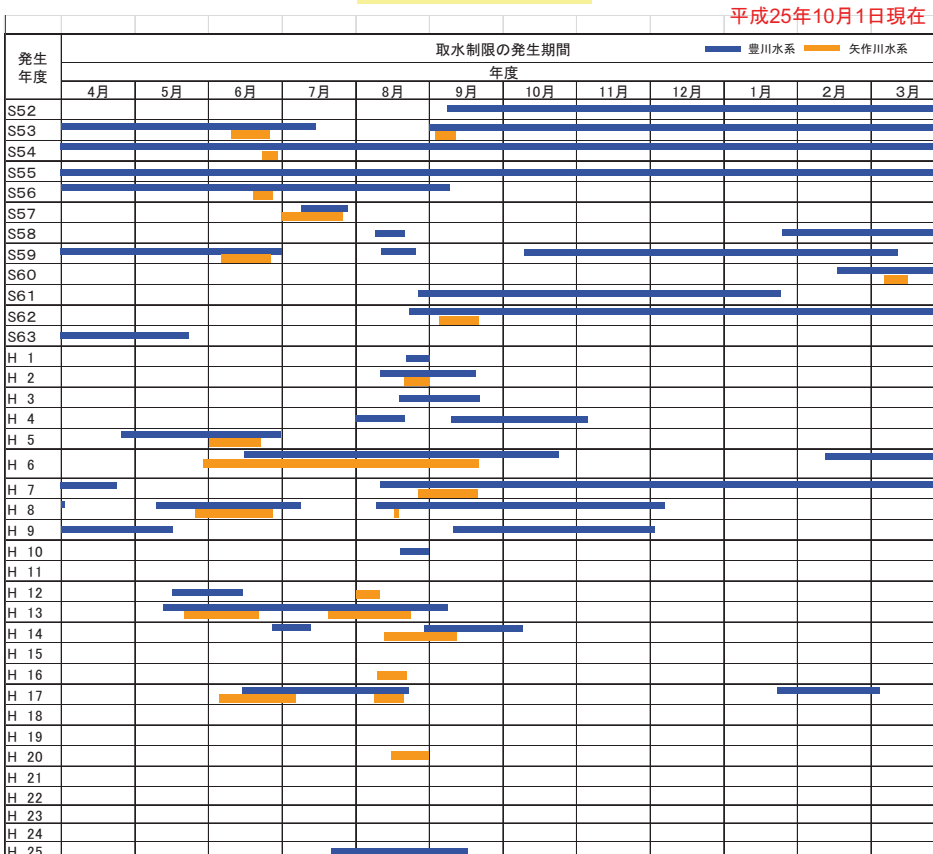 平成25年10月1日現在
発生
年度
取水制限の発生期間
豊川水系
矢作川水系
年度
4月 5月 6月 7月 8月 9月 10月 11月 12月 1月 2月 3月
S52
S53
S54
S55
S56
S57
S58
S59
S60
S61
S62
S63
H 1
H 2
H 3
H 4
H 5
H 6
H 7
H 8
H 9
H 10
H 11
H 12
H 13
H 14
H 15
H 16
H 17
H 18
H 19
H 20
H 21
H 22
H 23
H 24
H 25